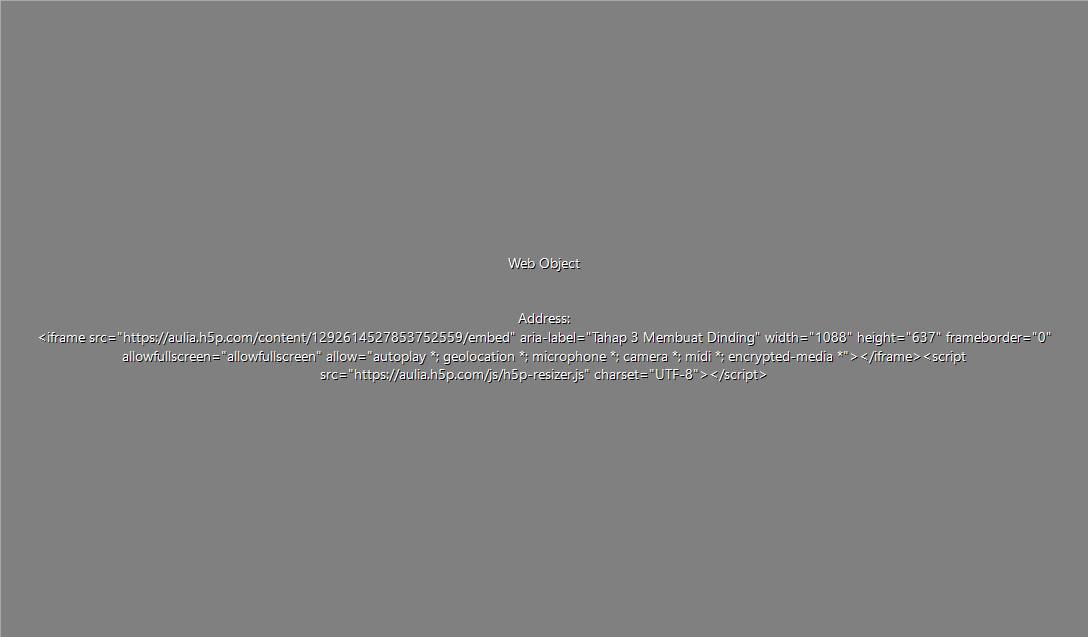 Web Object
Address:
<iframe src="https://aulia.h5p.com/content/1292614527853752559/embed" aria-label="Tahap 3 Membuat Dinding" width="1088" height="637" frameborder="0"
allowfullscreen="allowfullscreen" allow="autoplay *; geolocation *; microphone *; camera *; midi *; encrypted-media *"></iframe><script
src="https://aulia.h5p.com/js/h5p-resizer.js" charset="UTF-8"></script>